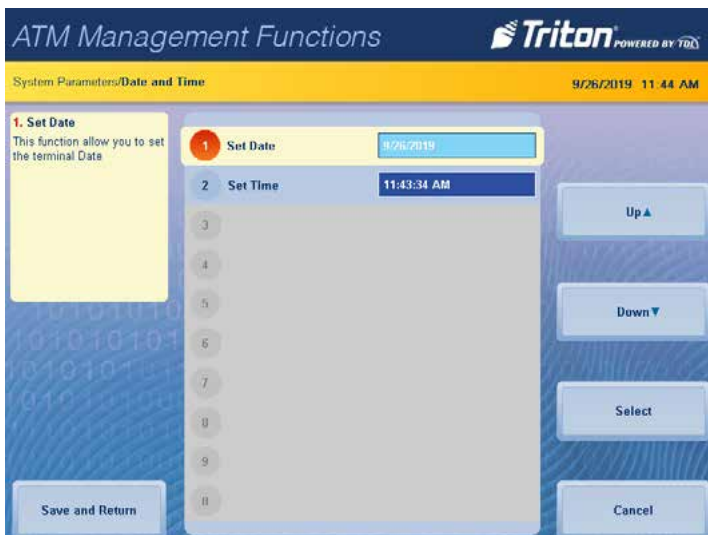 ATM Management Functions
Triton POWERED BY TDL
System Parameters/Date and Time
9/26/2019 11:44 AM
1. Set Date
This function allow you to set
the terminal Date
1 Set Date 9/26/2019
2 Set Time 11:43:34 AM
3
4
5
6
7
8
9
0
Up▲
Down▼
Select
Save and Return
Cancel